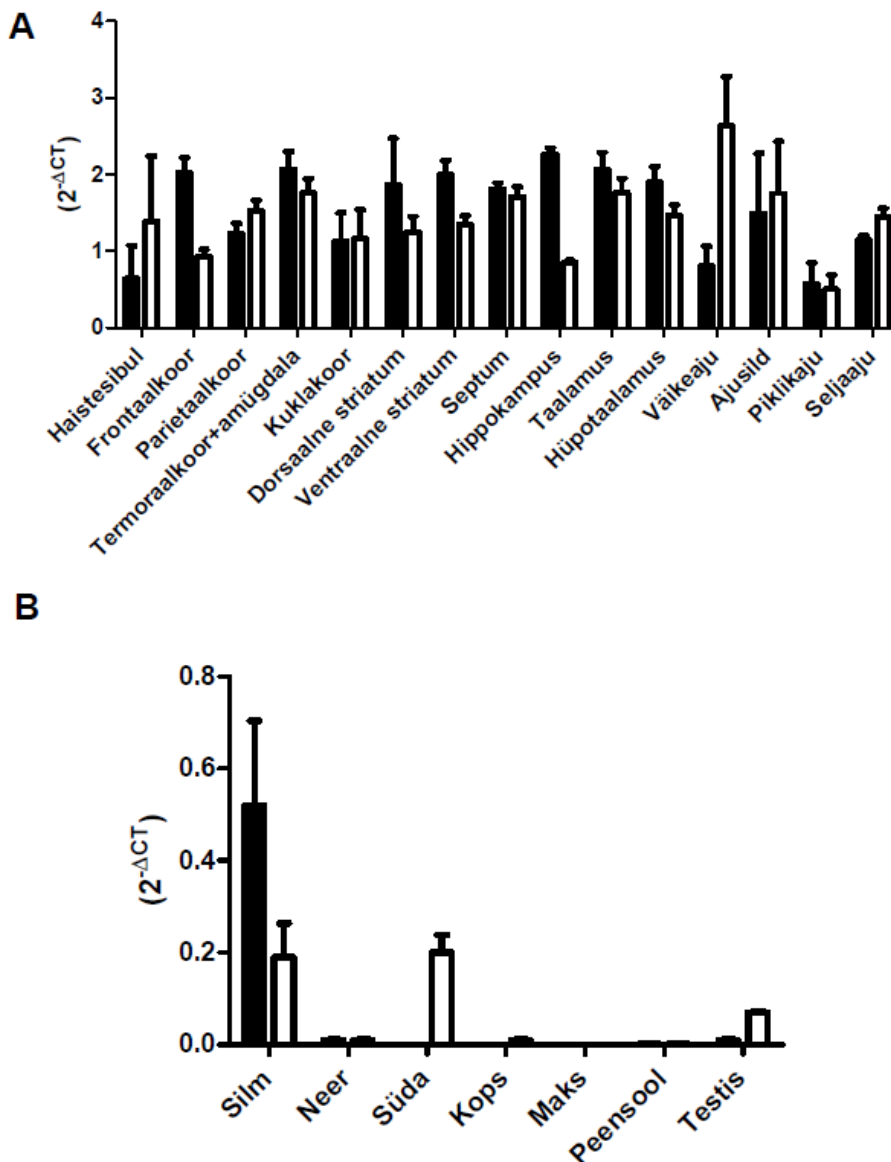 A
4
3
2
1
0
(2^-ΔCT)
Haistesibul
Frontaalkoor
Parietaalkoor
Termoraalkoor+amügdala
Kuklakoor
Dorsaalne striatum
Ventraalne striatum
Septum
Hippokampus
Taalamus
Hüpotaalamus
Väikeaju
Ajusild
Piklikaju
Seljaaju
B
0.8
0.6
0.4
0.2
0.0
(2^-ΔCT)
Silm
Neer
Süda
Kops
Maks
Peensool
Testis